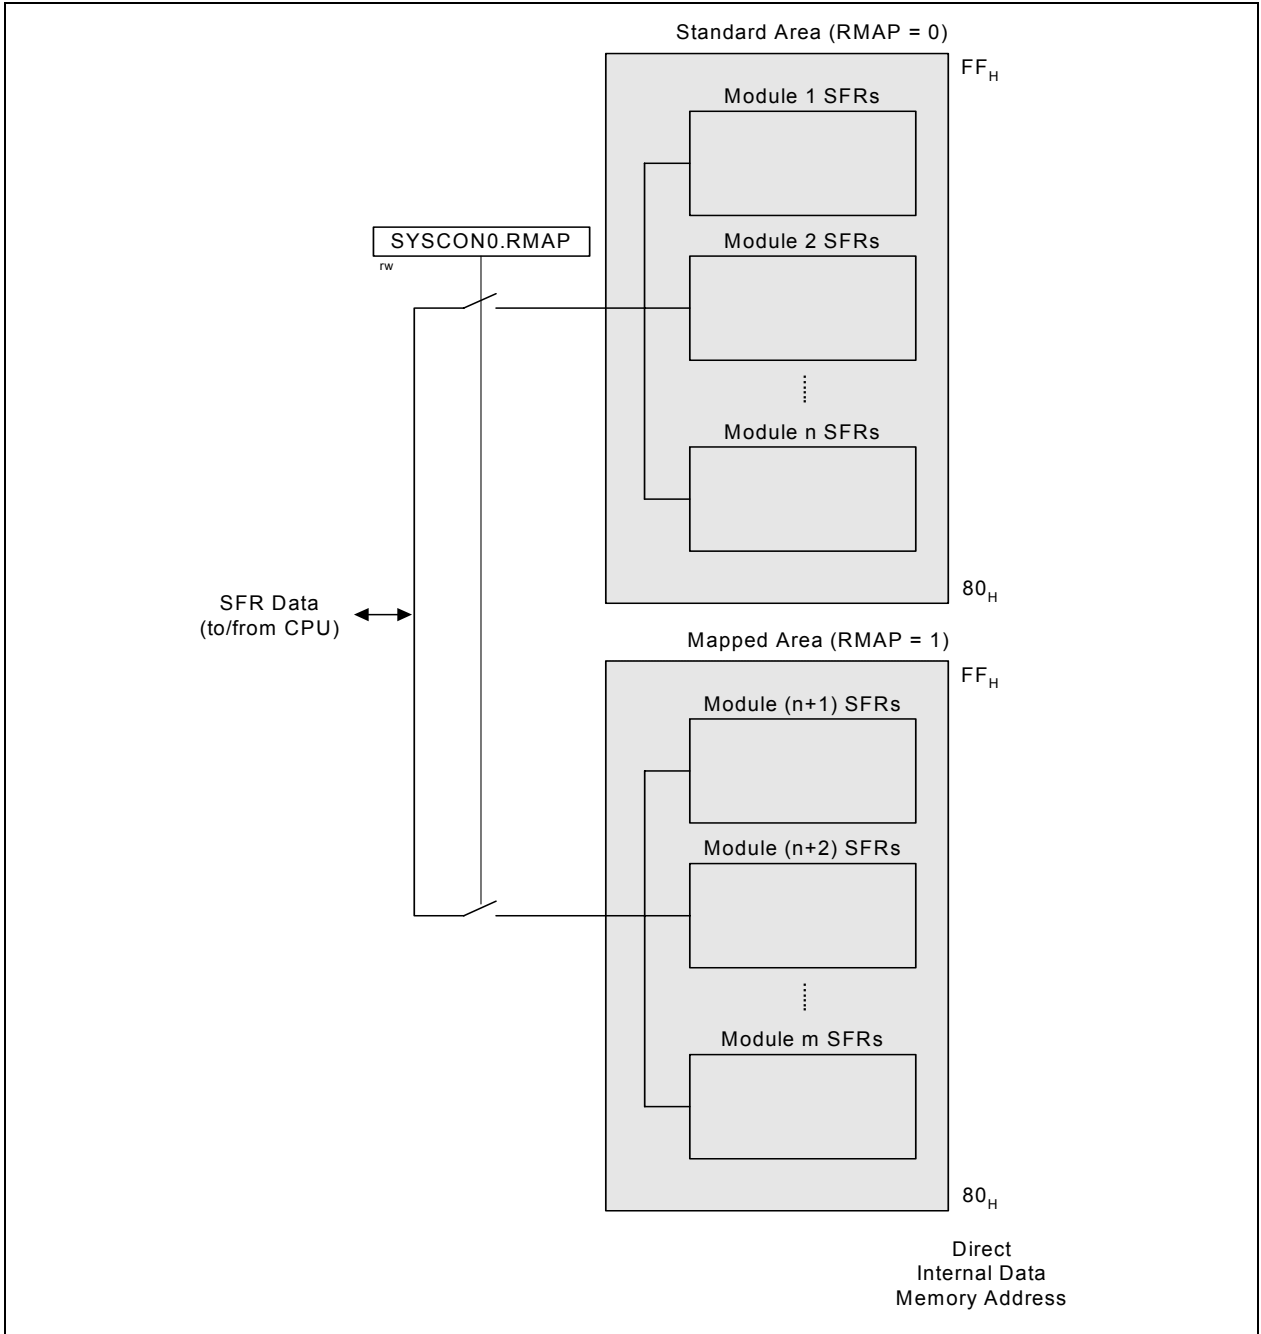 Standard Area (RMAP = 0)
FFH
Module 1 SFRs
SYSCON0.RMAP
rw
Module 2 SFRs
Module n SFRs
80H
SFR Data
(to/from CPU)
Mapped Area (RMAP = 1)
FFH
Module (n+1) SFRs
Module (n+2) SFRs
Module m SFRs
80H
Direct
Internal Data
Memory Address